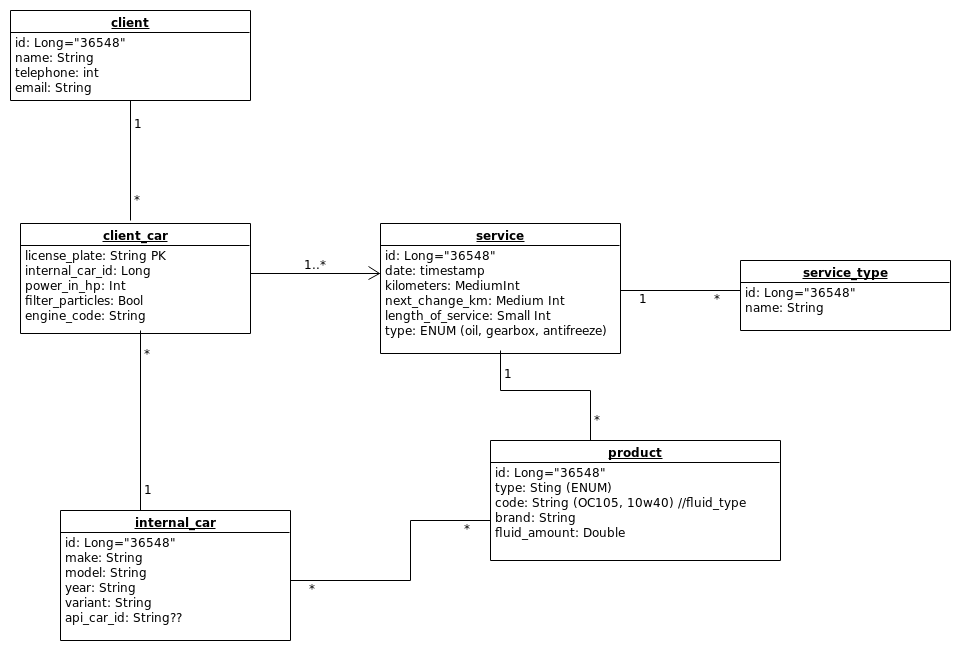 client
id: Long="36548"
name: String
telephone: int
email: String
1
*
client_car
license_plate: String PK
internal_car_id: Long
power_in_hp: Int
filter_particles: Bool
engine_code: String
1..*
service
id: Long="36548"
date: timestamp
kilometers: MediumInt
next_change_km: Medium Int
length_of_service: Small Int
type: ENUM (oil, gearbox, antifreeze)
1
*
service_type
id: Long="36548"
name: String
*
1
1
*
product
id: Long="36548"
type: Sting (ENUM)
code: String (OC105, 10w40) //fluid_type
brand: String
fluid_amount: Double
internal_car
id: Long="36548"
make: String
model: String
year: String
variant: String
api_car_id: String??
*
*